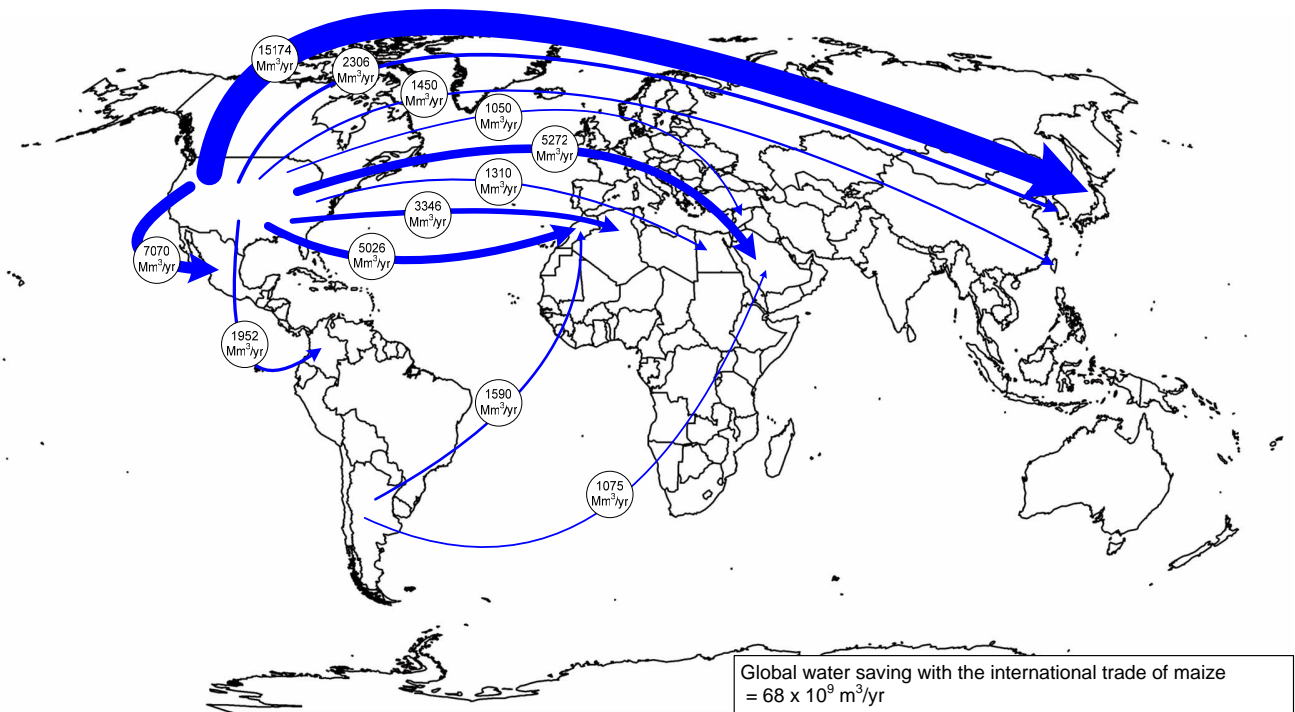 15174
Mm³/yr
2306
Mm³/yr
1450
Mm³/yr
1050
Mm³/yr
5272
Mm³/yr
1310
Mm³/yr
3346
Mm³/yr
5026
Mm³/yr
7070
Mm³/yr
1952
Mm³/yr
1590
Mm³/yr
1075
Mm³/yr
Global water saving with the international trade of maize
= 68 x 10⁹ m³/yr